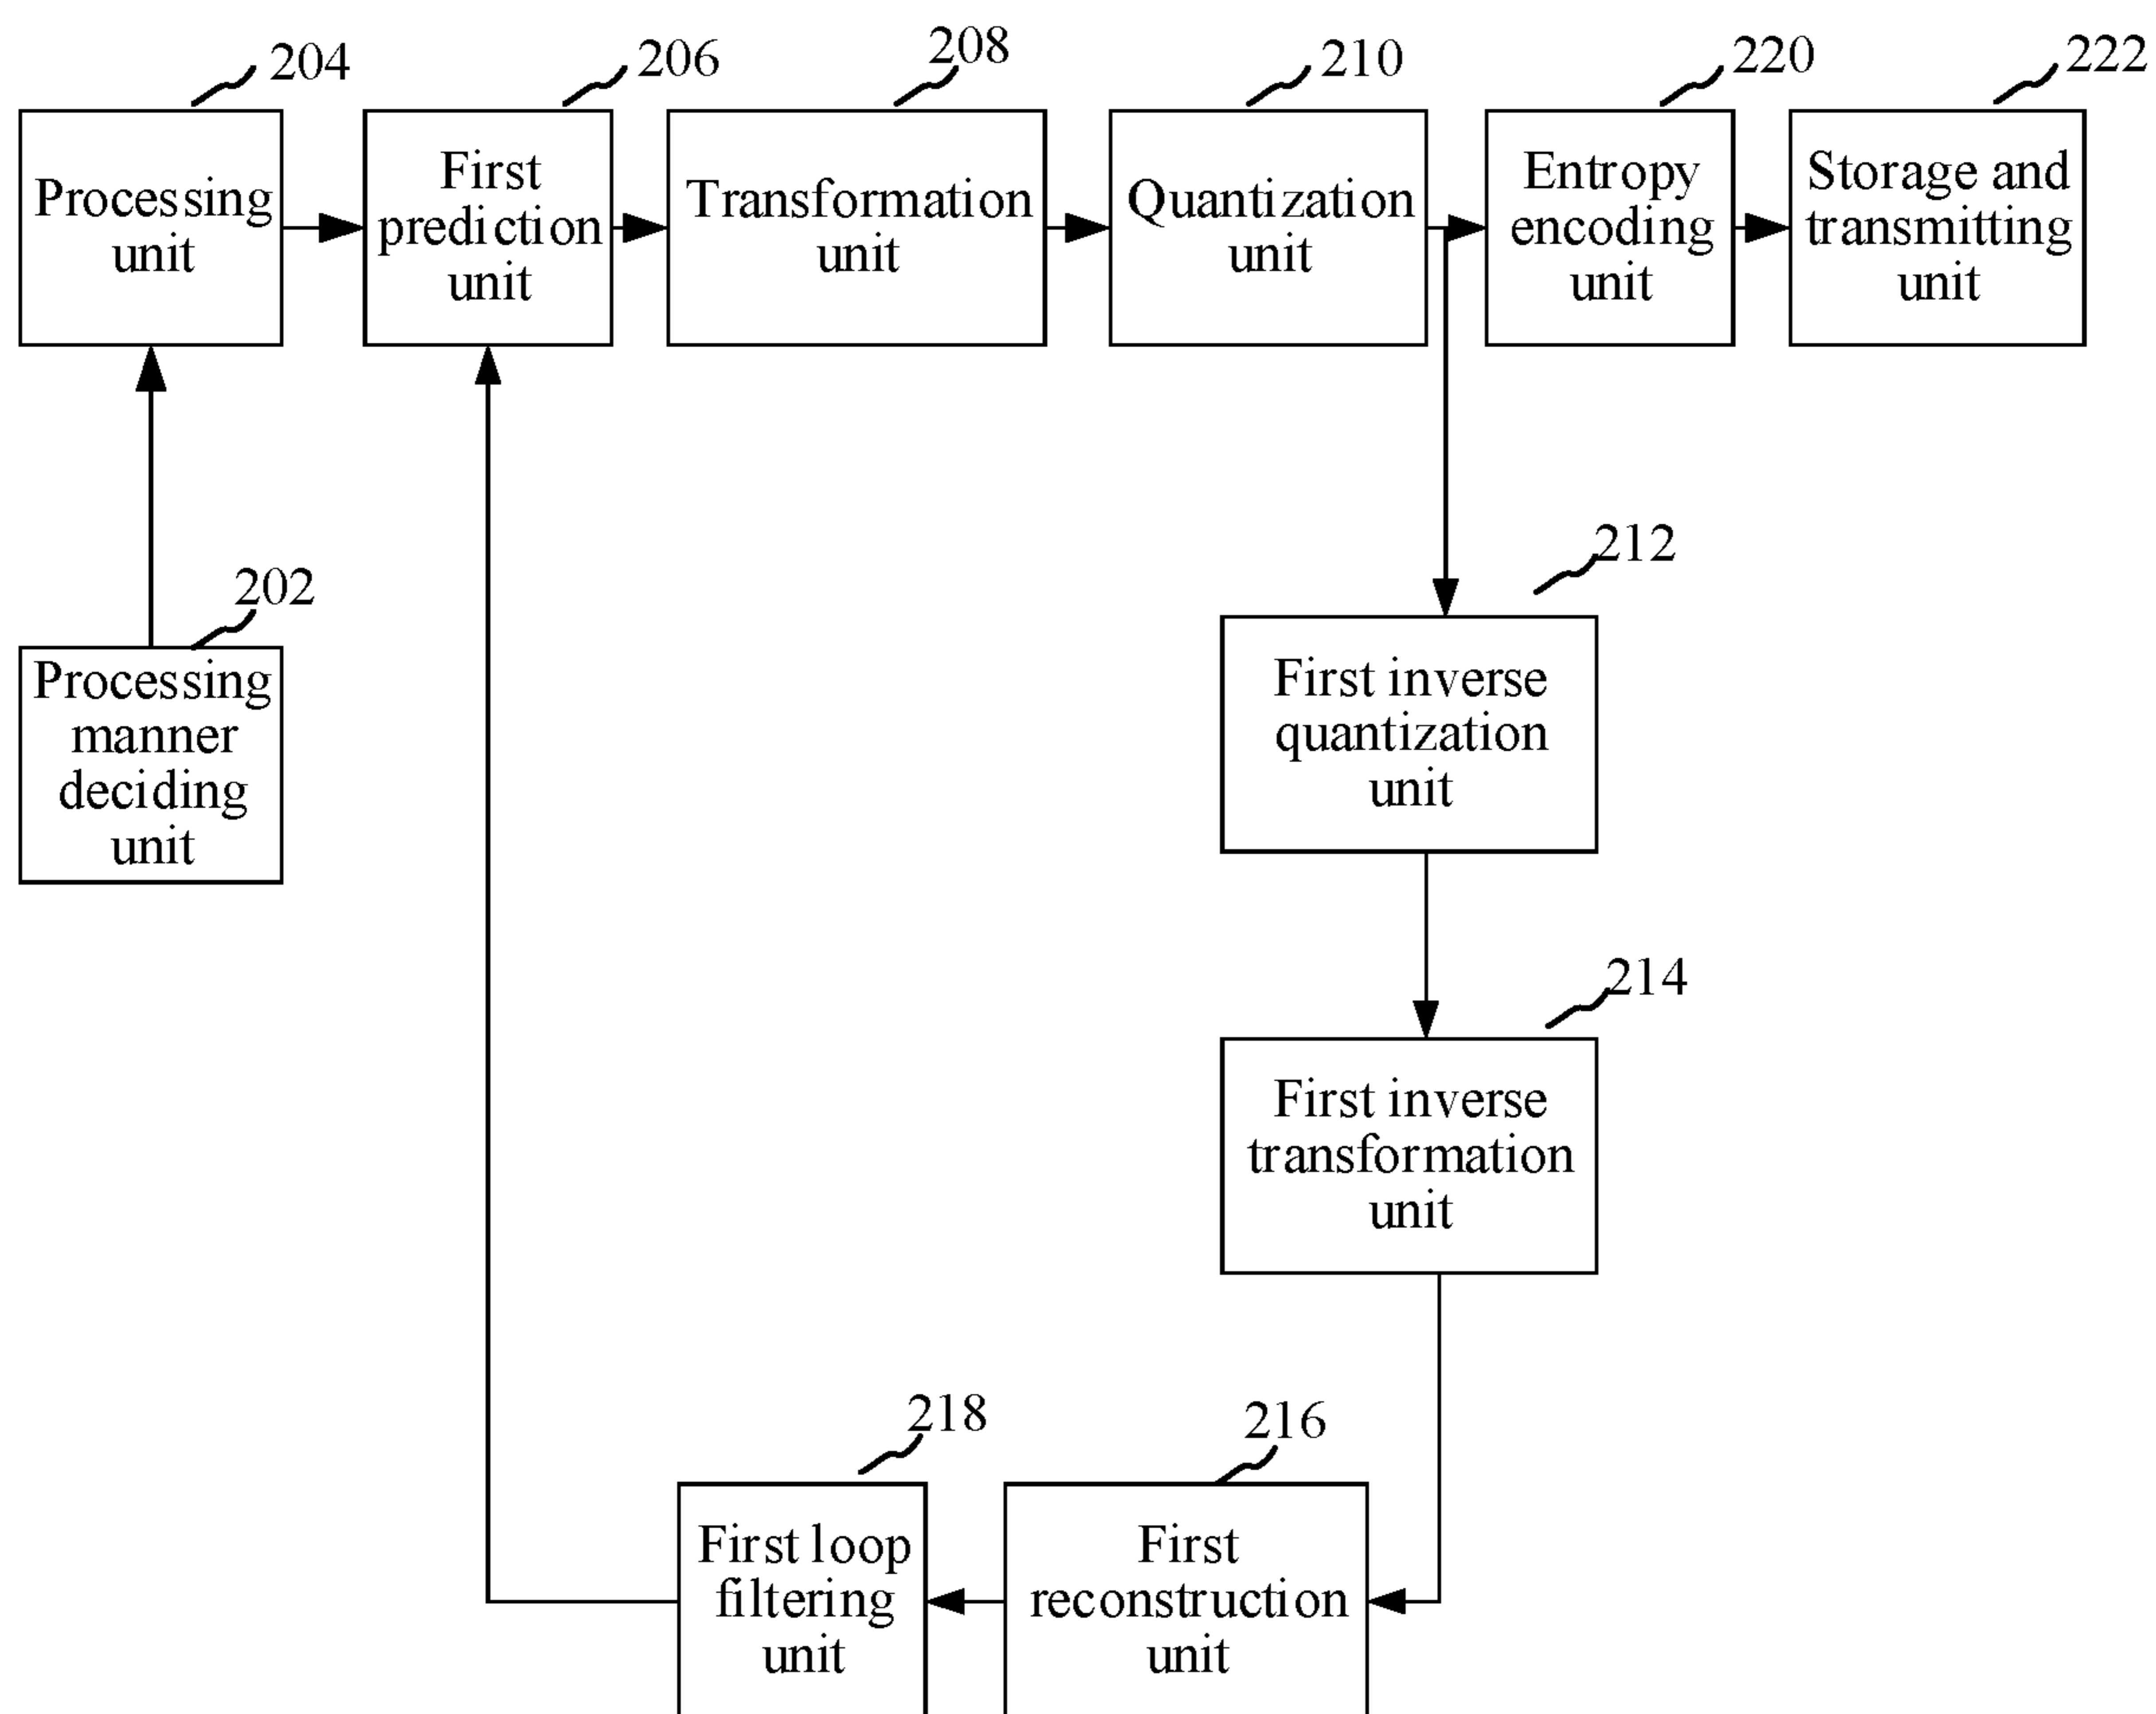 204
206
208
210
220
222
Processing
unit
First
prediction
unit
Transformation
unit
Quantization
unit
Entropy
encoding
unit
Storage and
transmitting
unit
212
202
Processing
manner
deciding
unit
First inverse
quantization
unit
214
First inverse
transformation
unit
218
216
First loop
filtering
unit
First
reconstruction
unit